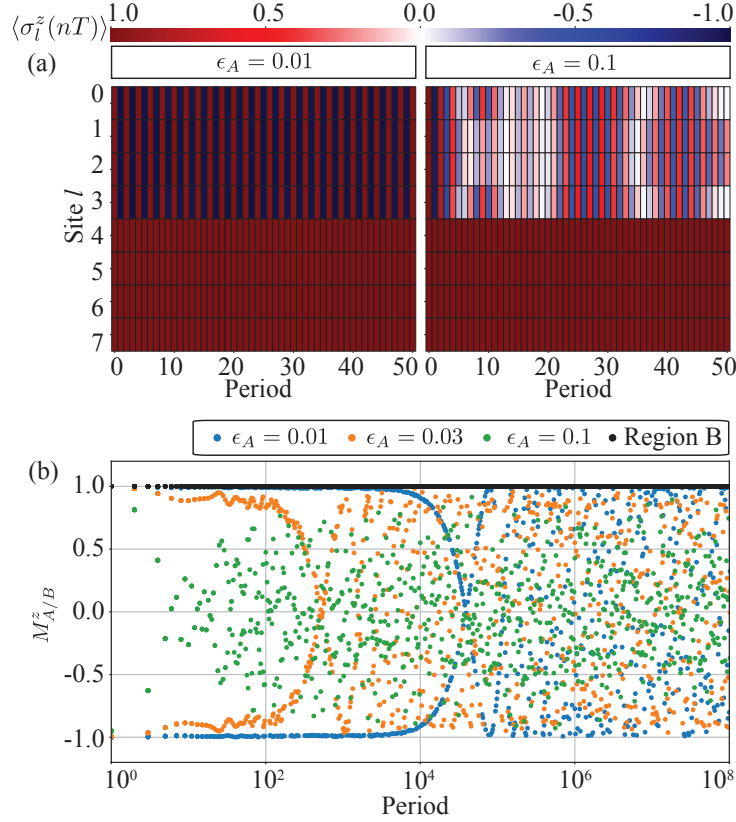 ⟨σ_l^z(nT)⟩ 1.0 0.5 0.0 -0.5 -1.0
(a) ϵ_A = 0.01 ϵ_A = 0.1
Site l
0
1
2
3
4
5
6
7
0 10 20 30 40 50 0 10 20 30 40 50
Period Period
ϵ_A = 0.01 ϵ_A = 0.03 ϵ_A = 0.1 Region B
(b)
M^z_{A/B}
1.0
0.5
0.0
-0.5
-1.0
10^0 10^2 10^4 10^6 10^8
Period